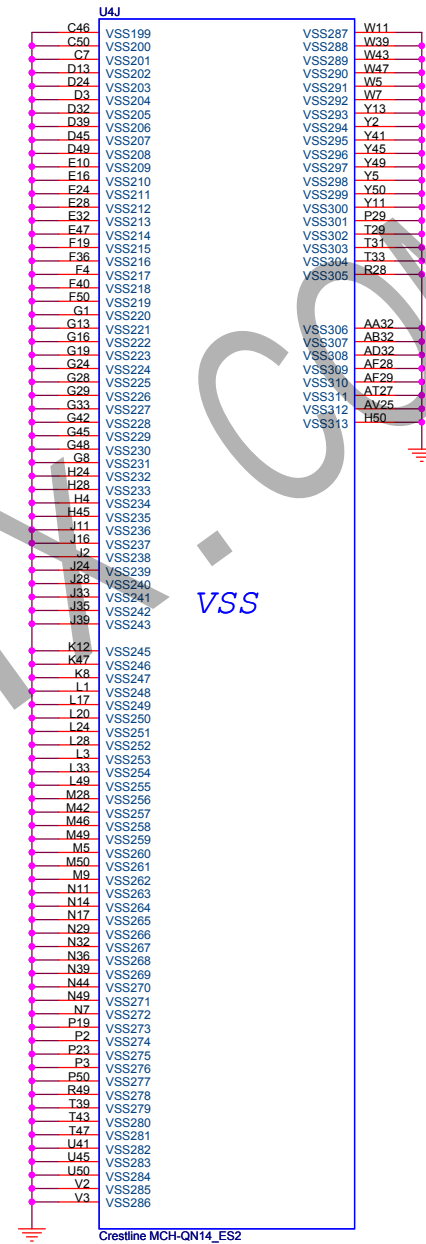 U4J
C46 VSS199 VSS287 W11
C50 VSS200 VSS288 W39
C7 VSS201 VSS289 W43
D13 VSS202 VSS290 W47
D24 VSS203 VSS291 W5
D3 VSS204 VSS292 W7
D32 VSS205 VSS293 Y13
D39 VSS206 VSS294 Y2
D45 VSS207 VSS295 Y41
D49 VSS208 VSS296 Y45
E10 VSS209 VSS297 Y49
E16 VSS210 VSS298 Y5
E24 VSS211 VSS299 Y50
E28 VSS212 VSS300 Y11
E32 VSS213 VSS301 P29
E47 VSS214 VSS302 T29
F19 VSS215 VSS303 T31
F36 VSS216 VSS304 T33
F4 VSS217 VSS305 R28
F40 VSS218
F50 VSS219
G1 VSS220
G13 VSS221 VSS306 AA32
G16 VSS222 VSS307 AB32
G19 VSS223 VSS308 AD32
G24 VSS224 VSS309 AF28
G28 VSS225 VSS310 AF29
G29 VSS226 VSS311 AT27
G33 VSS227 VSS312 AV25
G42 VSS228 VSS313 H50
G45 VSS229
G48 VSS230
G8 VSS231
H24 VSS232
H28 VSS233
H4 VSS234
H45 VSS235
J11 VSS236
J16 VSS237
J2 VSS238
J24 VSS239
J28 VSS240
J33 VSS241
J35 VSS242
J39 VSS243
VSS
K12 VSS245
K47 VSS246
K8 VSS247
L1 VSS248
L17 VSS249
L20 VSS250
L24 VSS251
L28 VSS252
L3 VSS253
L33 VSS254
L49 VSS255
M28 VSS256
M42 VSS257
M46 VSS258
M49 VSS259
M5 VSS260
M50 VSS261
M9 VSS262
N11 VSS263
N14 VSS264
N17 VSS265
N29 VSS266
N32 VSS267
N36 VSS268
N39 VSS269
N44 VSS270
N49 VSS271
N7 VSS272
P19 VSS273
P2 VSS274
P23 VSS275
P3 VSS276
P50 VSS277
R49 VSS278
T39 VSS279
T43 VSS280
T47 VSS281
U41 VSS282
U45 VSS283
U50 VSS284
V2 VSS285
V3 VSS286
Crestline MCH-QN14_ES2